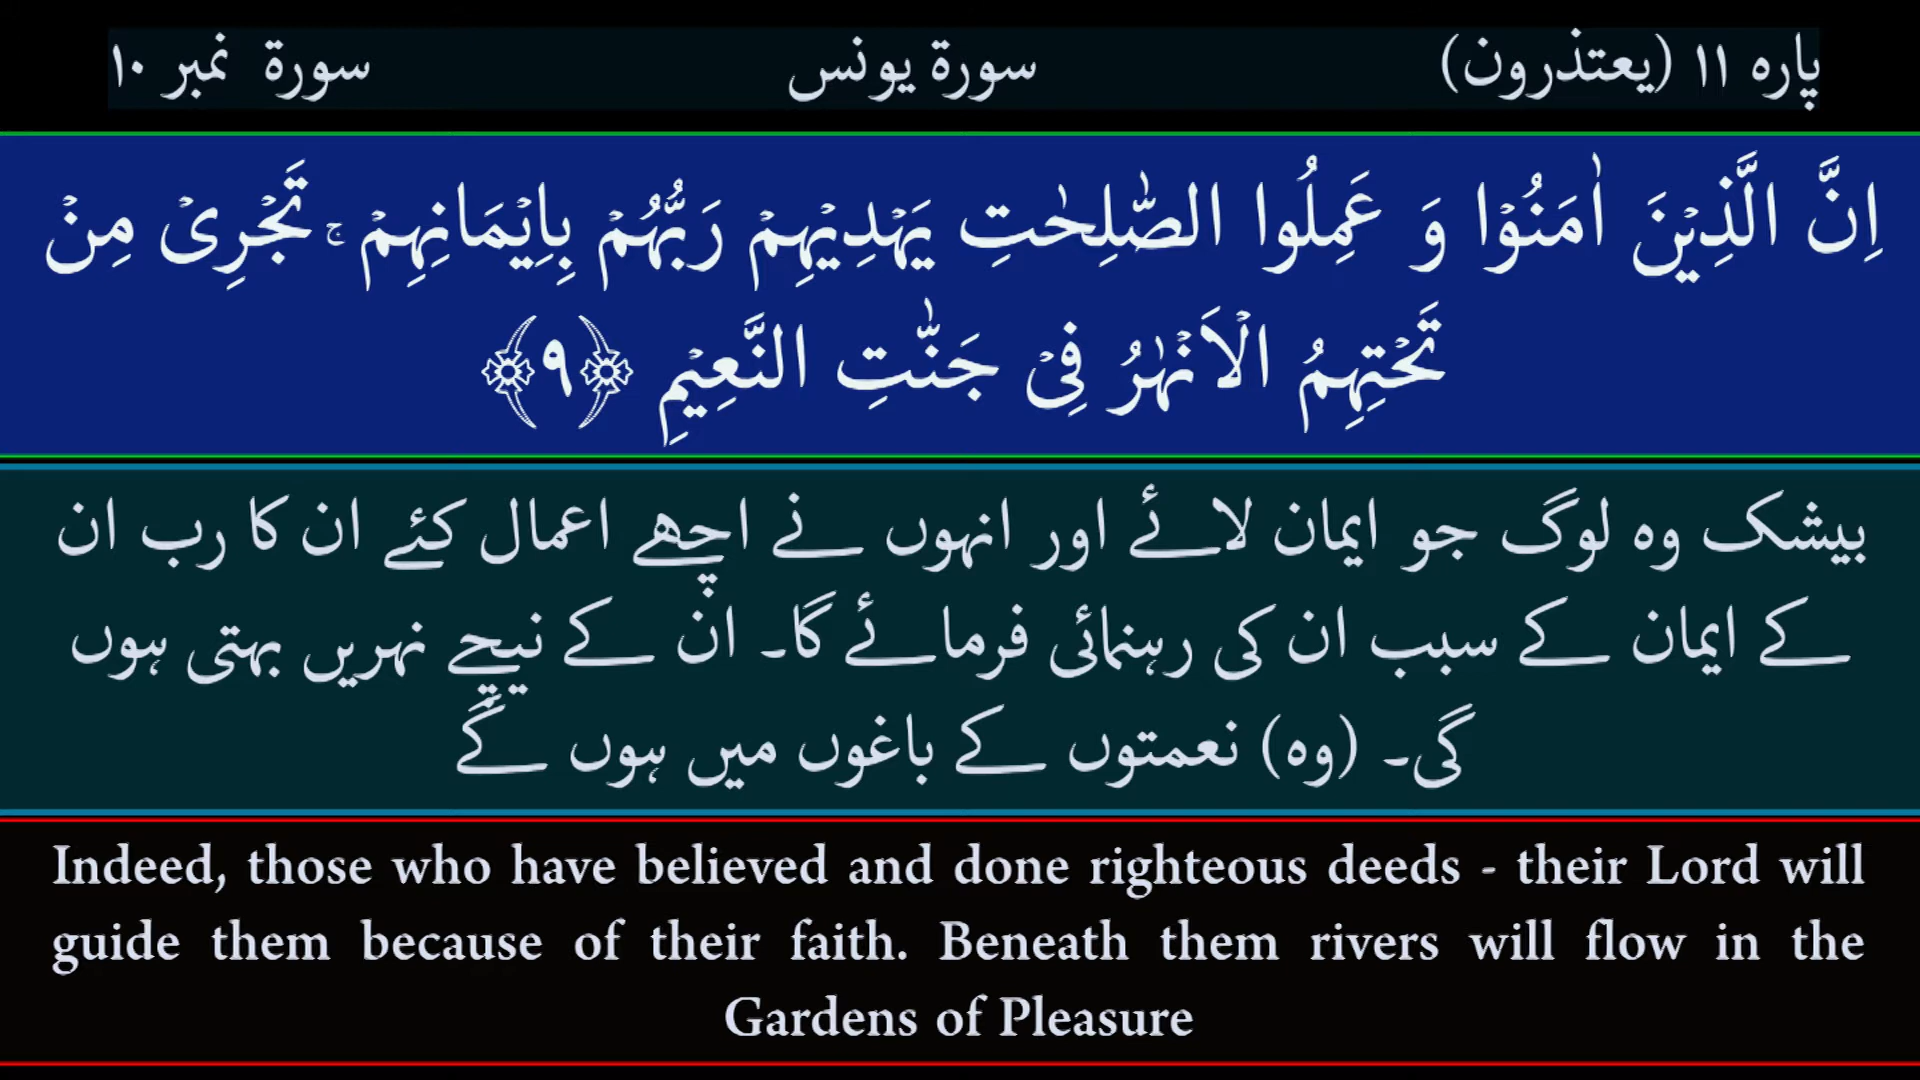 پارہ ۱۱ (یعتذرون) سورۃ یونس سورۃ نمبر ۱۰
اِنَّ الَّذِیْنَ اٰمَنُوْا وَ عَمِلُوا الصّٰلِحٰتِ یَهْدِیْهِمْ رَبُّهُمْ بِاِیْمَانِهِمْ ۚ تَجْرِیْ مِنْ
تَحْتِهِمُ الْاَنْهٰرُ فِیْ جَنّٰتِ النَّعِیْمِ ﴿۹﴾
بیشک وہ لوگ جو ایمان لائے اور انہوں نے اچھے اعمال کئے ان کا رب ان
کے ایمان کے سبب ان کی رہنمائی فرمائے گا۔ ان کے نیچے نہریں بہتی ہوں
گی۔ (وہ) نعمتوں کے باغوں میں ہوں گے
Indeed, those who have believed and done righteous deeds - their Lord will
guide them because of their faith. Beneath them rivers will flow in the
Gardens of Pleasure